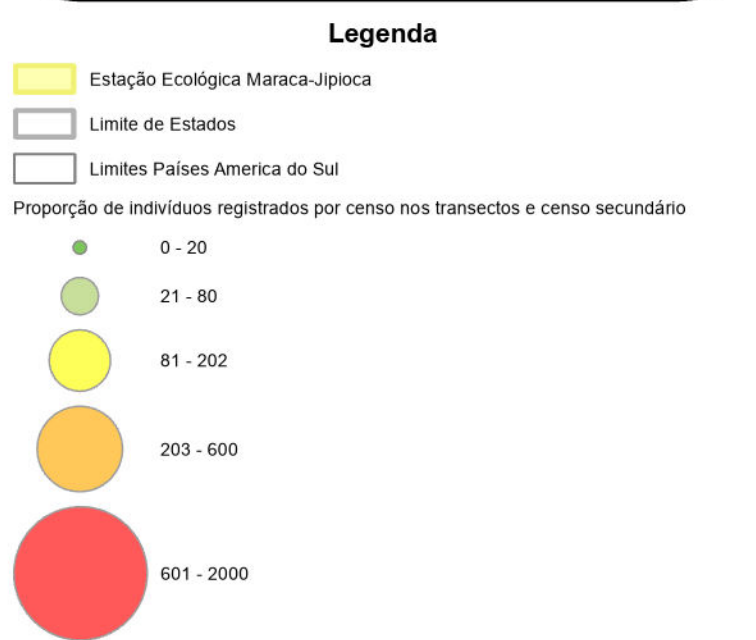 Legenda
Estação Ecológica Maraca-Jipioca
Limite de Estados
Limites Países America do Sul
Proporção de indivíduos registrados por censo nos transectos e censo secundário
0 - 20
21 - 80
81 - 202
203 - 600
601 - 2000